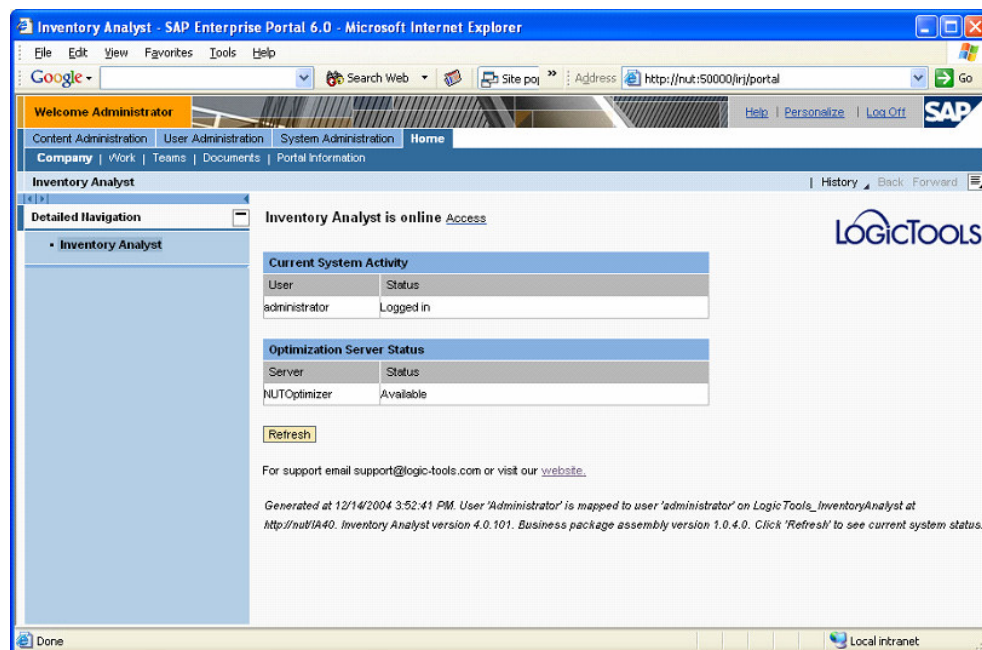 Inventory Analyst - SAP Enterprise Portal 6.0 - Microsoft Internet Explorer
File Edit View Favorites Tools Help
Google Search Web Site po » Address http://nut:50000/irj/portal Go
Welcome Administrator Help | Personalize | Log Off SAP
Content Administration User Administration System Administration Home
Company | Work | Teams | Documents | Portal Information
Inventory Analyst | History Back Forward
Detailed Navigation
• Inventory Analyst
Inventory Analyst is online Access
LOGICTOOLS
Current System Activity
User Status
administrator Logged in
Optimization Server Status
Server Status
NUTOptimizer Available
Refresh
For support email support@logic-tools.com or visit our website.
Generated at 12/14/2004 3:52:41 PM. User 'Administrator' is mapped to user 'administrator' on LogicTools_InventoryAnalyst at
http://nut/IA40. Inventory Analyst version 4.0.101. Business package assembly version 1.0.4.0. Click 'Refresh' to see current system status.
Done Local intranet